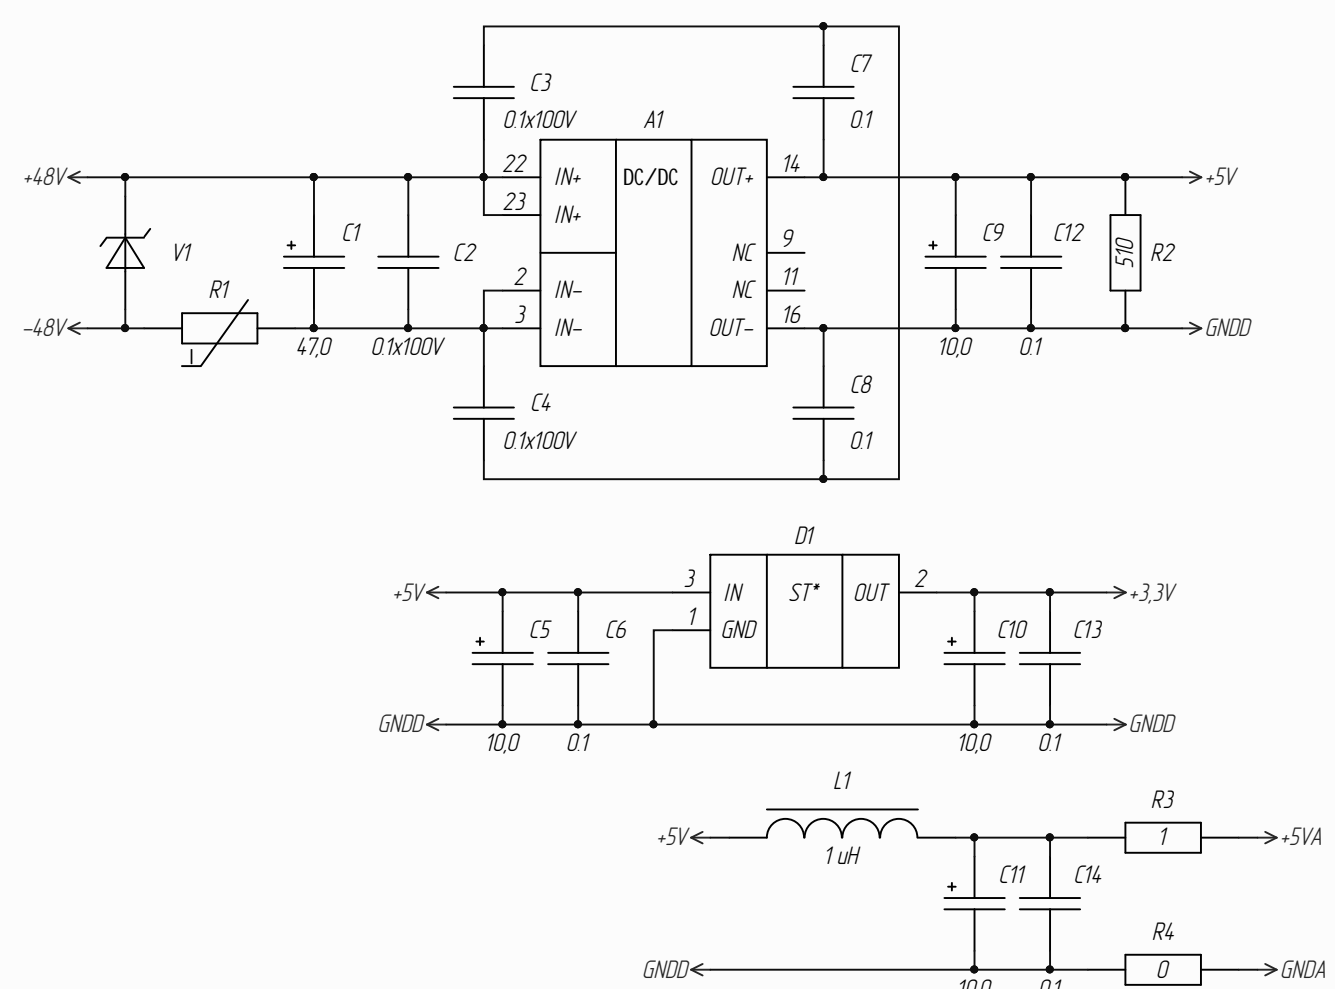 C7
C3
0.1x100V
A1
0.1
+48V
22
IN+
DC/DC
OUT+
14
+5V
23
IN+
V1
+
C1
C2
NC
9
+
C9
C12
510
R2
R1
2
IN-
NC
11
-48V
3
IN-
OUT-
16
GNDD
47,0
0.1x100V
10,0
0.1
C4
0.1x100V
C8
0.1
D1
+5V
3
IN
ST*
OUT
2
+3,3V
+
C5
C6
1
GND
+
C10
C13
GNDD
GNDD
10,0
0.1
10,0
0.1
L1
R3
+5V
1 uH
1
+5VA
+
C11
C14
R4
GNDD
0
GNDA
10,0
0.1